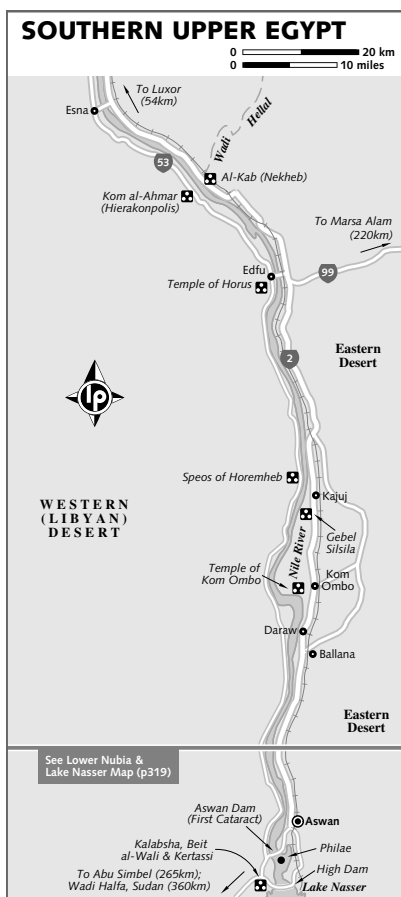 SOUTHERN UPPER EGYPT
0 20 km
0 10 miles
To Luxor
(54km)
Esna
Wadi
Hellal
53
Al-Kab (Nekheb)
Kom al-Ahmar
(Hierakonpolis)
To Marsa Alam
(220km)
Edfu
99
Temple of Horus
2
Eastern
Desert
lp
Speos of Horemheb
Kajuj
WESTERN
(LIBYAN)
DESERT
Gebel
Silsila
Nile River
Temple of
Kom Ombo
Kom
Ombo
Daraw
Ballana
Eastern
Desert
See Lower Nubia &
Lake Nasser Map (p319)
Aswan Dam
(First Cataract)
Aswan
Kalabsha, Beit
al-Wali & Kertassi
Philae
To Abu Simbel (265km);
Wadi Halfa, Sudan (360km)
High Dam
Lake Nasser